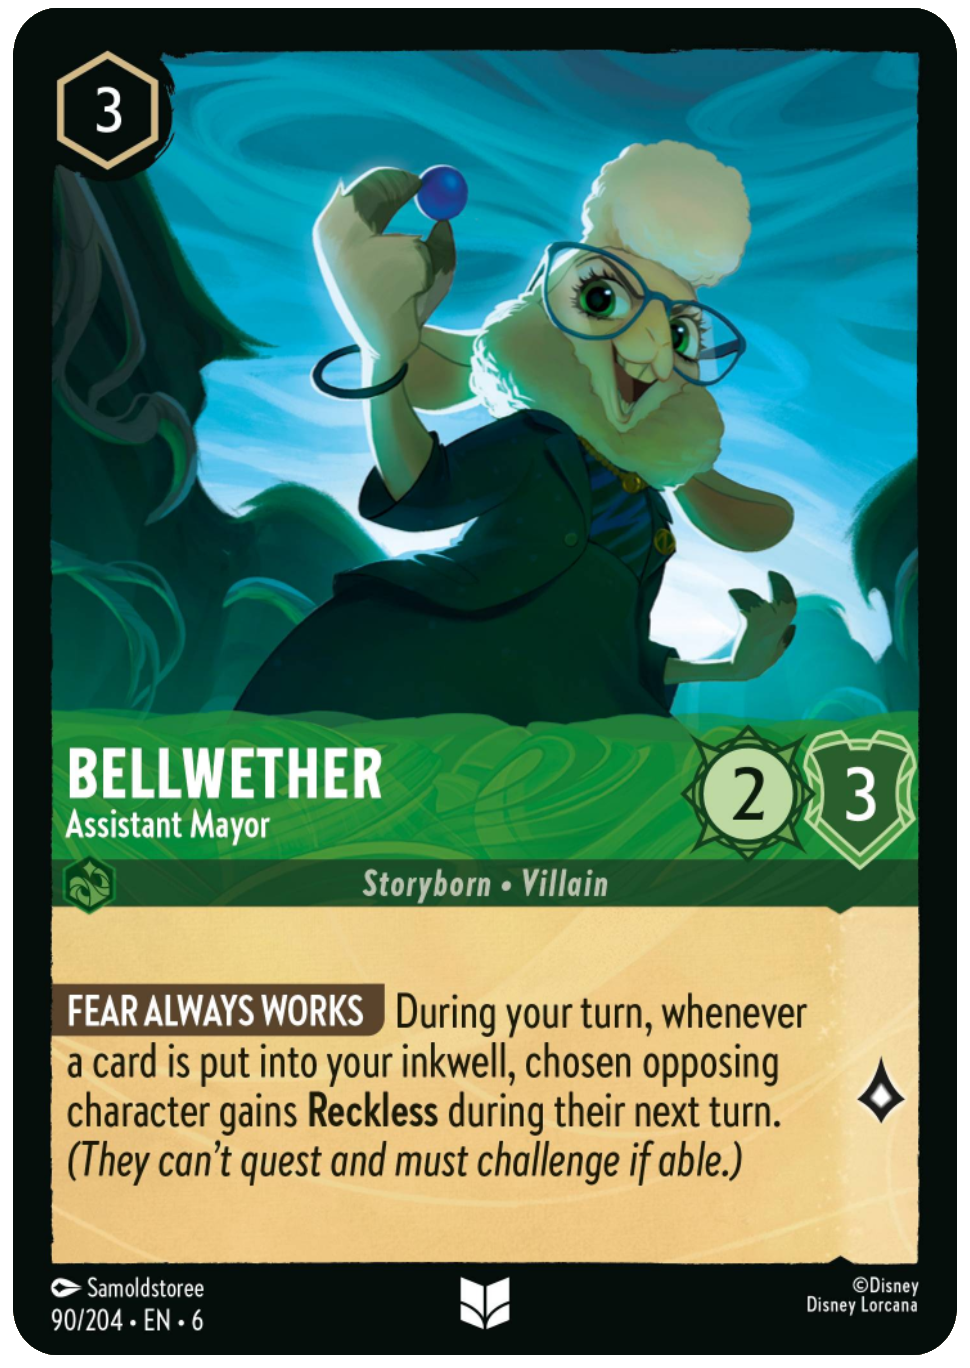 3
BELLWETHER
Assistant Mayor
2
3
Storyborn • Villain
FEAR ALWAYS WORKS During your turn, whenever
a card is put into your inkwell, chosen opposing
character gains Reckless during their next turn.
(They can't quest and must challenge if able.)
Samoldstoree
90/204 • EN • 6
©Disney
Disney Lorcana